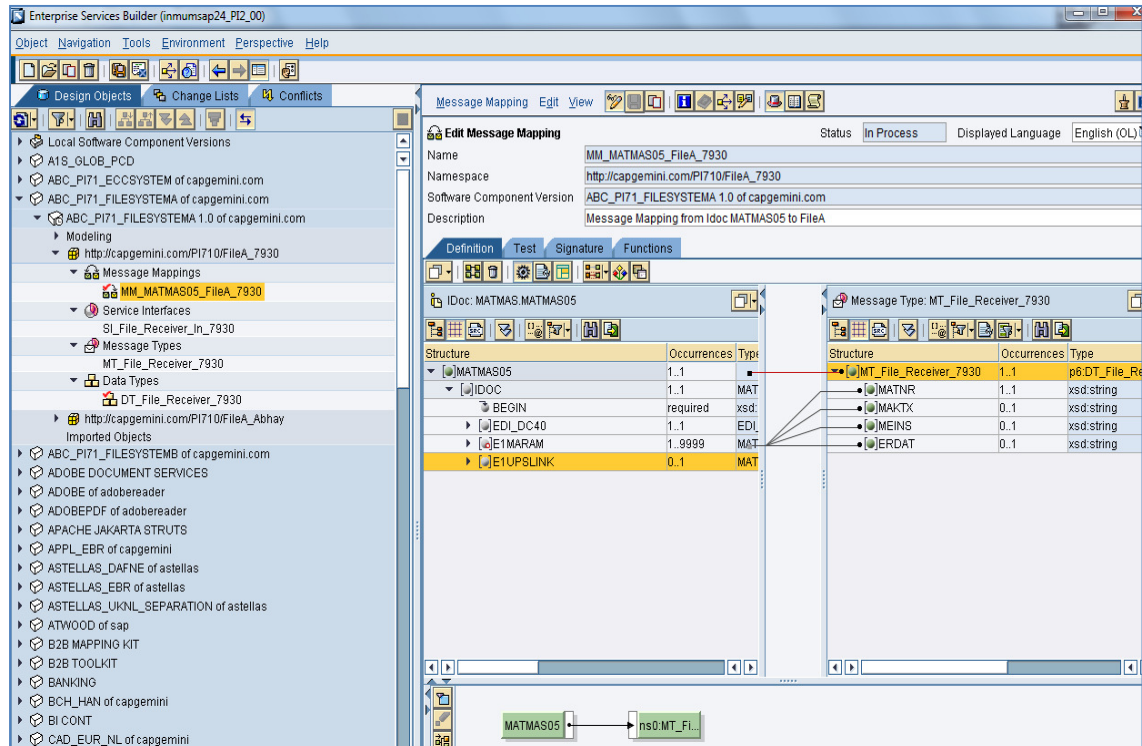 Enterprise Services Builder (inmumsap24_PI2_00)
Object Navigation Tools Environment Perspective Help
Design Objects Change Lists Conflicts
Local Software Component Versions
A1S_GLOB_PCD
ABC_PI71_ECCSYSTEM of capgemini.com
ABC_PI71_FILESYSTEMA of capgemini.com
ABC_PI71_FILESYSTEMA 1.0 of capgemini.com
Modeling
http://capgemini.com/PI710/FileA_7930
Message Mappings
MM_MATMAS05_FileA_7930
Service Interfaces
SI_File_Receiver_In_7930
Message Types
MT_File_Receiver_7930
Data Types
DT_File_Receiver_7930
http://capgemini.com/PI710/FileA_Abhay
Imported Objects
ABC_PI71_FILESYSTEMB of capgemini.com
ADOBE DOCUMENT SERVICES
ADOBE of adobereader
ADOBEPDF of adobereader
APACHE JAKARTA STRUTS
APPL_EBR of capgemini
ASTELLAS_DAFNE of astellas
ASTELLAS_EBR of astellas
ASTELLAS_UKNL_SEPARATION of astellas
ATWOOD of sap
B2B MAPPING KIT
B2B TOOLKIT
BANKING
BCH_HAN of capgemini
BI CONT
CAD_EUR_NL of capgemini
Message Mapping Edit View
Edit Message Mapping Status In Process Displayed Language English (OL)
Name MM_MATMAS05_FileA_7930
Namespace http://capgemini.com/PI710/FileA_7930
Software Component Version ABC_PI71_FILESYSTEMA 1.0 of capgemini.com
Description Message Mapping from Idoc MATMAS05 to FileA
Definition Test Signature Functions
IDoc: MATMAS.MATMAS05
Structure Occurrences Type
MATMAS05 1..1
IDOC 1..1 MAT
BEGIN required xsd:
EDI_DC40 1..1 EDI_
E1MARAM 1..9999 MAT
E1UPSLINK 0..1 MAT
Message Type: MT_File_Receiver_7930
Structure Occurrences Type
MT_File_Receiver_7930 1..1 p6:DT_File_Re
MATNR 1..1 xsd:string
MAKTX 0..1 xsd:string
MEINS 0..1 xsd:string
ERDAT 0..1 xsd:string
MATMAS05 ns0:MT_Fi...